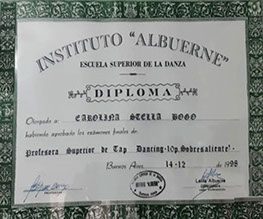 INSTITUTO "ALBUERNE"
ESCUELA SUPERIOR DE LA DANZA
DIPLOMA
Otorgado a CAROLINA STELLA BOGO
habiendo aprobado los exámenes finales de
Profesora Superior de Tap Dancing-10p.Sobresaliente"-
Buenos Aires, 14-12 de 1998